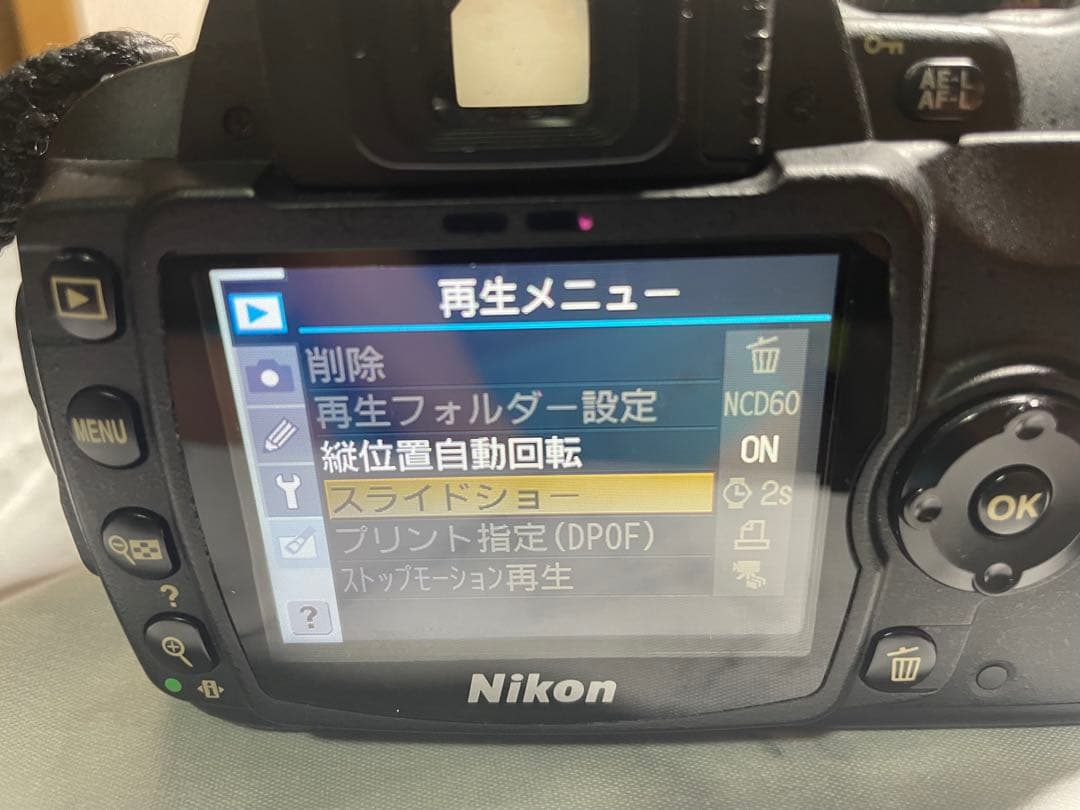 AE-L
AF-L
再生メニュー
削除
再生フォルダー設定 NCD60
縦位置自動回転 ON
スライドショー 2s
プリント指定(DPOF)
ストップモーション再生
?
MENU
OK
?
Nikon